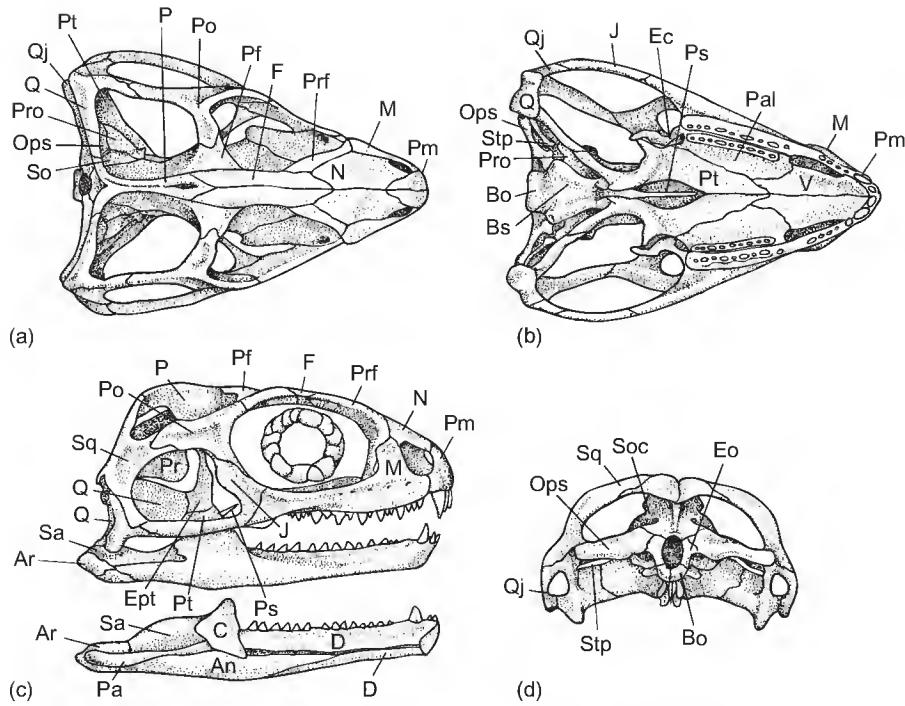 Pt P Po
Qj Pf
Q F Prf
Pro M
Ops N Pm
So
(a)
J Ec
Qj Ps
Q Pal
Ops M
Stp Pm
Pro Pt V
Bo
Bs
(b)
P Pf F
Po Prf
N
Pm
Sq
Pr M
Q
Q J
Sa
Ar
Ept Pt Ps
Ar Sa C D
An
Pa D
(c)
Soc
Sq Eo
Ops
Qj
Stp Bo
(d)